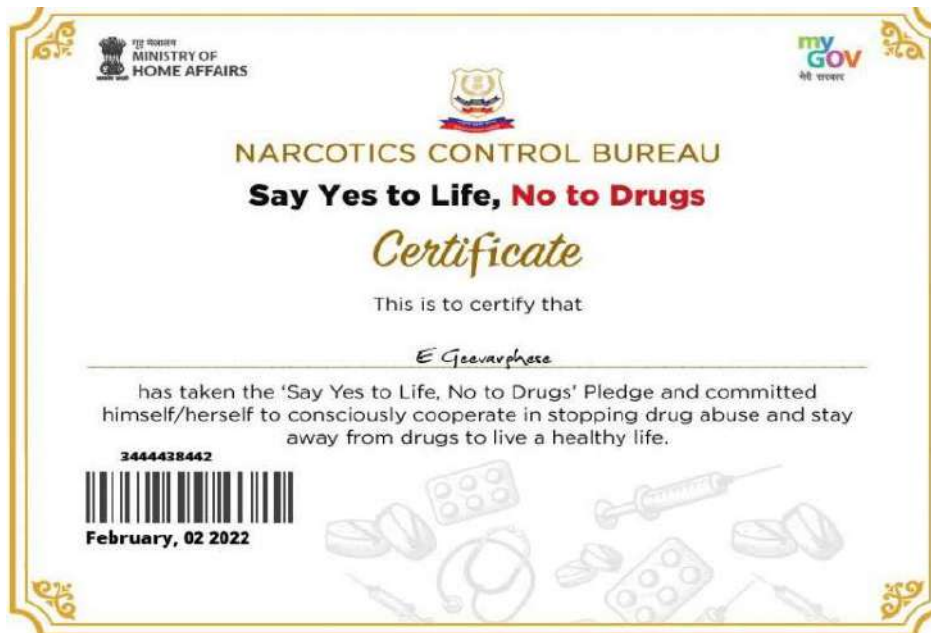 गृह मंत्रालय
MINISTRY OF
HOME AFFAIRS
my
GOV
मेरी सरकार
NARCOTICS CONTROL BUREAU
Say Yes to Life, No to Drugs
Certificate
This is to certify that
E Geevarphese
has taken the ‘Say Yes to Life, No to Drugs’ Pledge and committed
himself/herself to consciously cooperate in stopping drug abuse and stay
away from drugs to live a healthy life.
3444438442
February, 02 2022